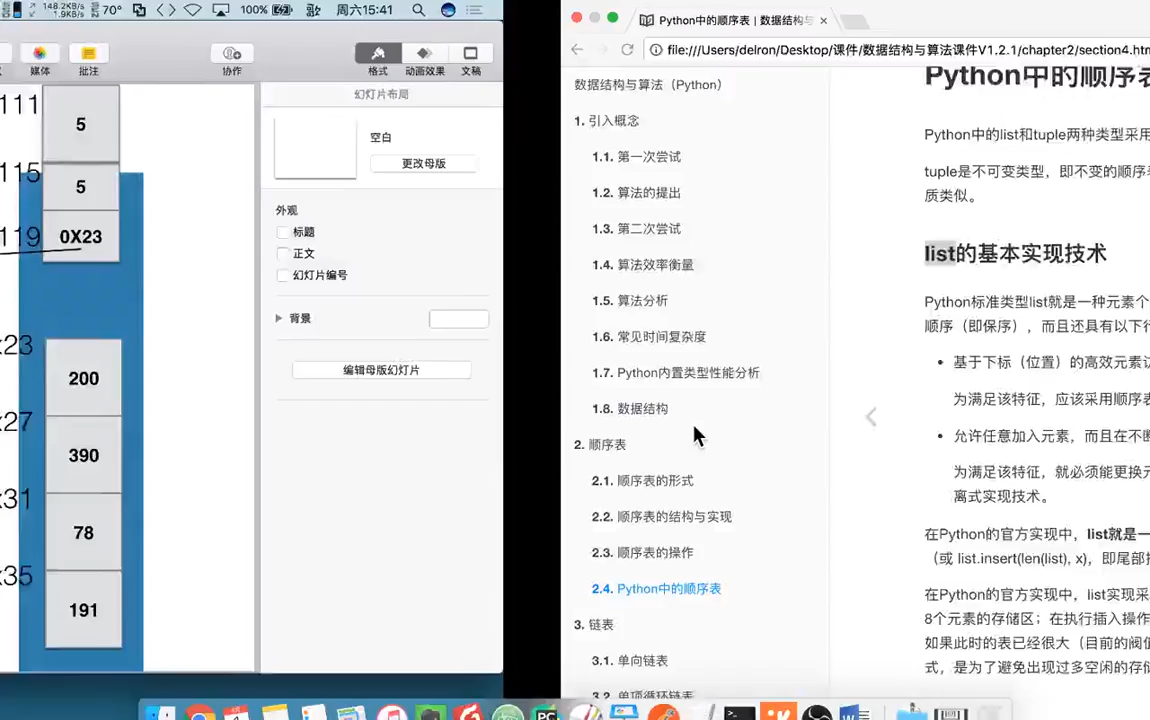 148.2KB/s
1.9KB/s
70°
100%
周六15:41
媒体
批注
协作
格式
动画效果
文稿
幻灯片布局
空白
更改母版
外观
标题
正文
幻灯片编号
背景
编辑母版幻灯片
111
5
115
5
119
0X23
x23
200
x27
390
x31
78
x35
191
Python中的顺序表 | 数据结构与
file:///Users/delron/Desktop/课件/数据结构与算法课件V1.2.1/chapter2/section4.htm
数据结构与算法（Python）
1. 引入概念
1.1. 第一次尝试
1.2. 算法的提出
1.3. 第二次尝试
1.4. 算法效率衡量
1.5. 算法分析
1.6. 常见时间复杂度
1.7. Python内置类型性能分析
1.8. 数据结构
2. 顺序表
2.1. 顺序表的形式
2.2. 顺序表的结构与实现
2.3. 顺序表的操作
2.4. Python中的顺序表
3. 链表
3.1. 单向链表
3.2. 单项循环链表
Python中的顺序表
Python中的list和tuple两种类型采用
tuple是不可变类型，即不变的顺序表
质类似。
list的基本实现技术
Python标准类型list就是一种元素个
顺序（即保序），而且还具有以下行
基于下标（位置）的高效元素访
为满足该特征，应该采用顺序表
允许任意加入元素，而且在不断
为满足该特征，就必须能更换元
离式实现技术。
在Python的官方实现中，list就是一
（或 list.insert(len(list), x)，即尾部插
在Python的官方实现中，list实现采
8个元素的存储区；在执行插入操作
如果此时的表已经很大（目前的阀值
式，是为了避免出现过多空闲的存储
PC